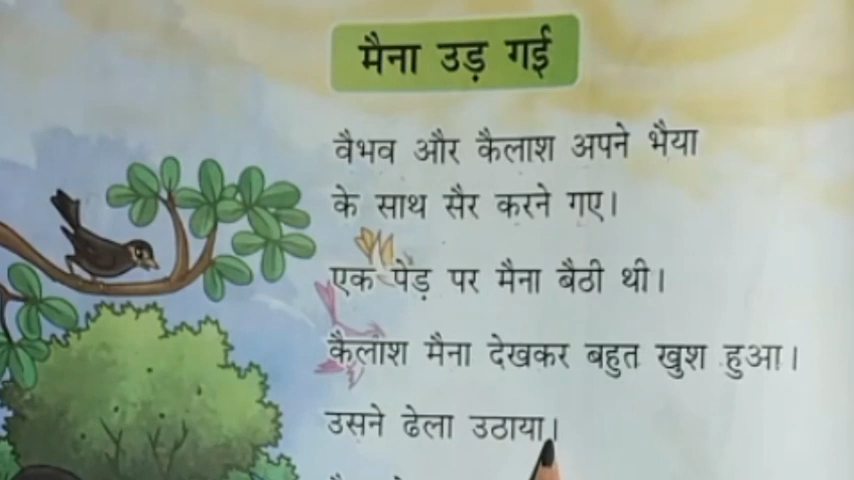 मैना उड़ गई
वैभव और कैलाश अपने भैया
के साथ सैर करने गए।
एक पेड़ पर मैना बैठी थी।
कैलाश मैना देखकर बहुत खुश हुआ।
उसने ढेला उठाया।